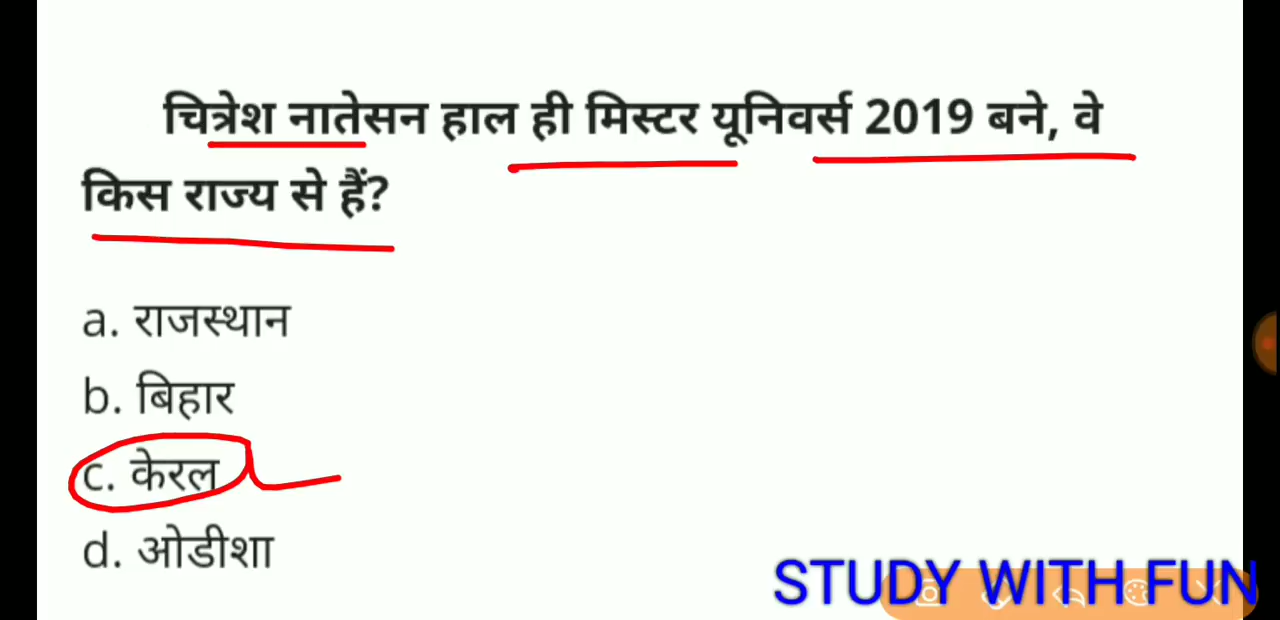 चित्रेश नातेसन हाल ही मिस्टर यूनिवर्स 2019 बने, वे
किस राज्य से हैं?
a. राजस्थान
b. बिहार
c. केरल
d. ओडीशा
STUDY WITH FUN